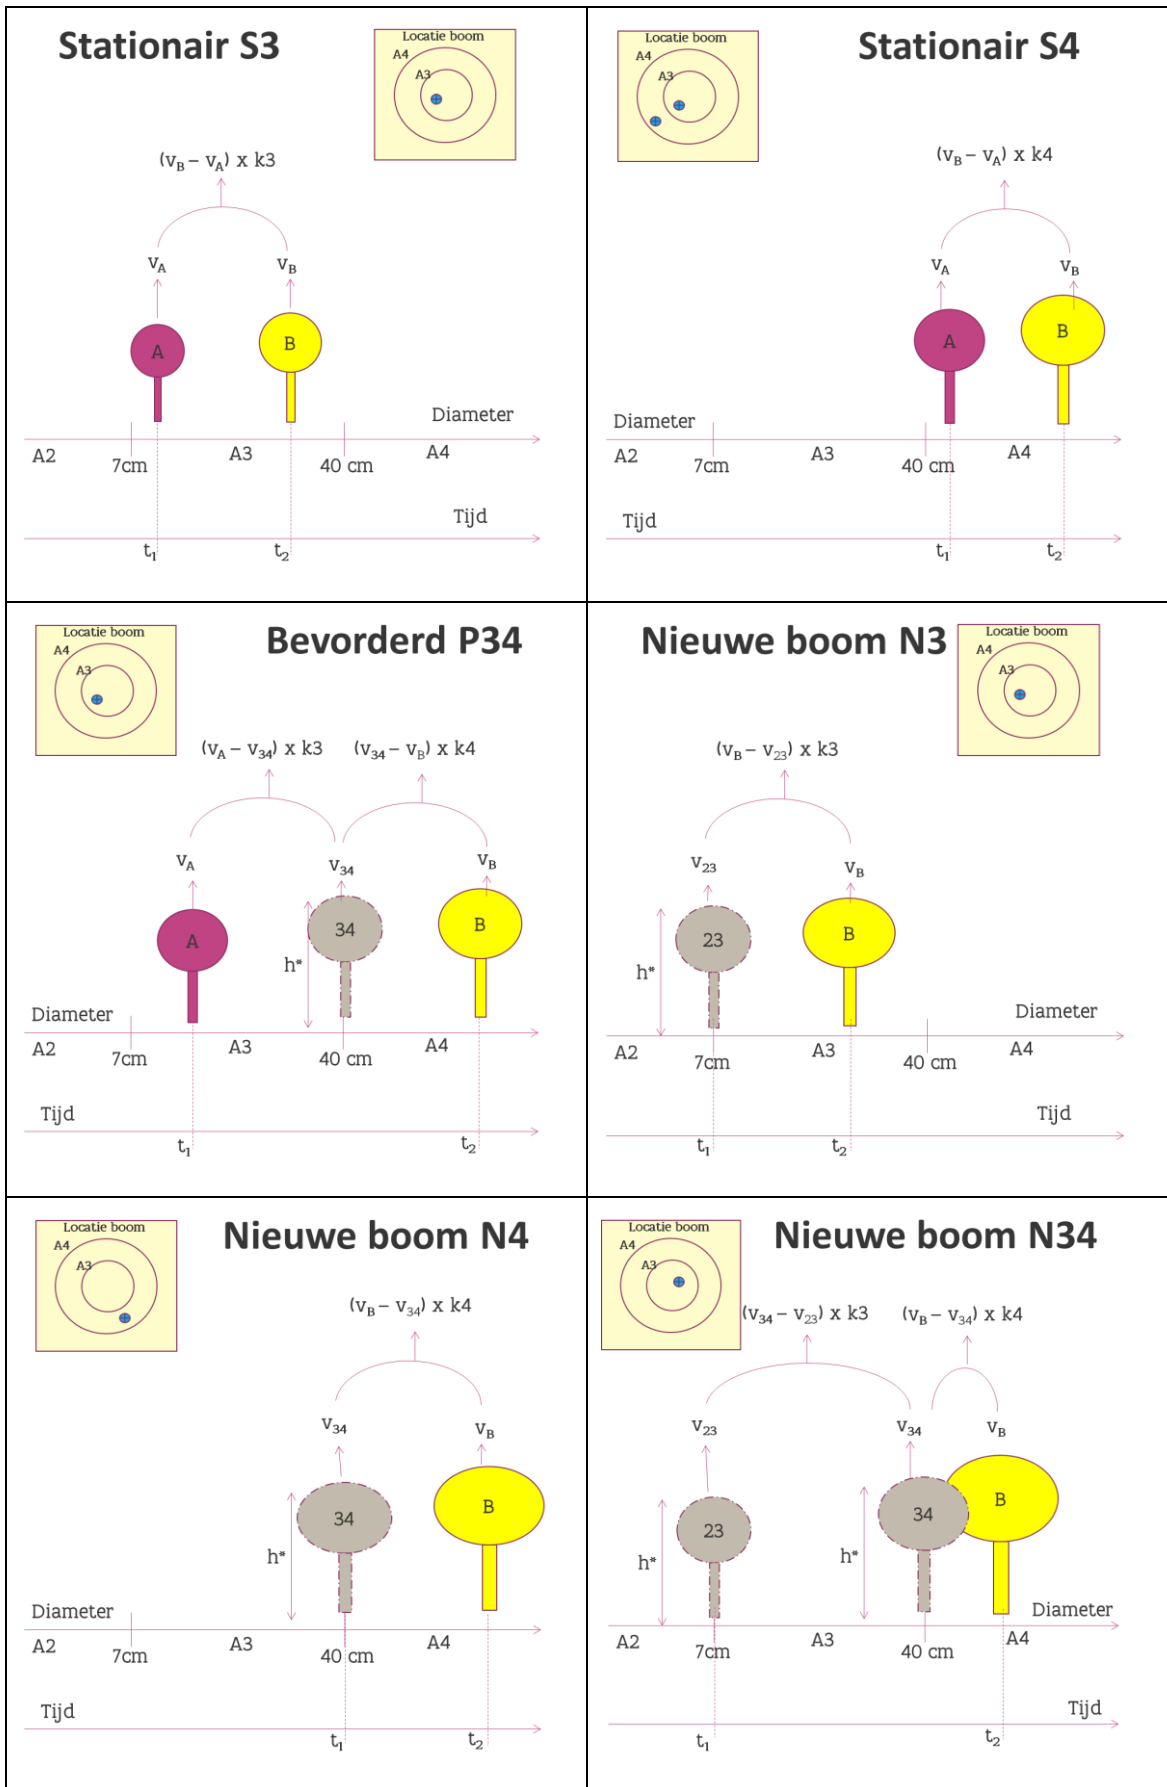 Stationair S3
Locatie boom
A4
A3
(vB – vA) x k3
vA
vB
A
B
Diameter
A2
7cm
A3
40 cm
A4
Tijd
t1
t2
Locatie boom
A4
A3
Stationair S4
(vB – vA) x k4
vA
vB
A
B
Diameter
A2
7cm
A3
40 cm
A4
Tijd
t1
t2
Locatie boom
A4
A3
Bevorderd P34
(vA – v34) x k3
(v34 – vB) x k4
vA
v34
vB
A
34
B
h*
Diameter
A2
7cm
A3
40 cm
A4
Tijd
t1
t2
Nieuwe boom N3
Locatie boom
A4
A3
(vB – v23) x k3
v23
vB
23
B
h*
Diameter
A2
7cm
A3
40 cm
A4
Tijd
t1
t2
Locatie boom
A4
A3
Nieuwe boom N4
(vB – v34) x k4
v34
vB
34
B
h*
Diameter
A2
7cm
A3
40 cm
A4
Tijd
t1
t2
Locatie boom
A4
A3
Nieuwe boom N34
(v34 – v23) x k3
(vB – v34) x k4
v23
v34
vB
23
34
B
h*
h*
Diameter
A2
7cm
A3
40 cm
A4
Tijd
t1
t2